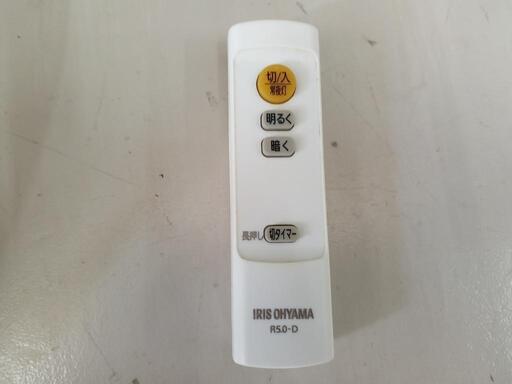 切/入
常夜灯
明るく
暗く
長押し 切タイマー
IRIS OHYAMA
R5.0-D